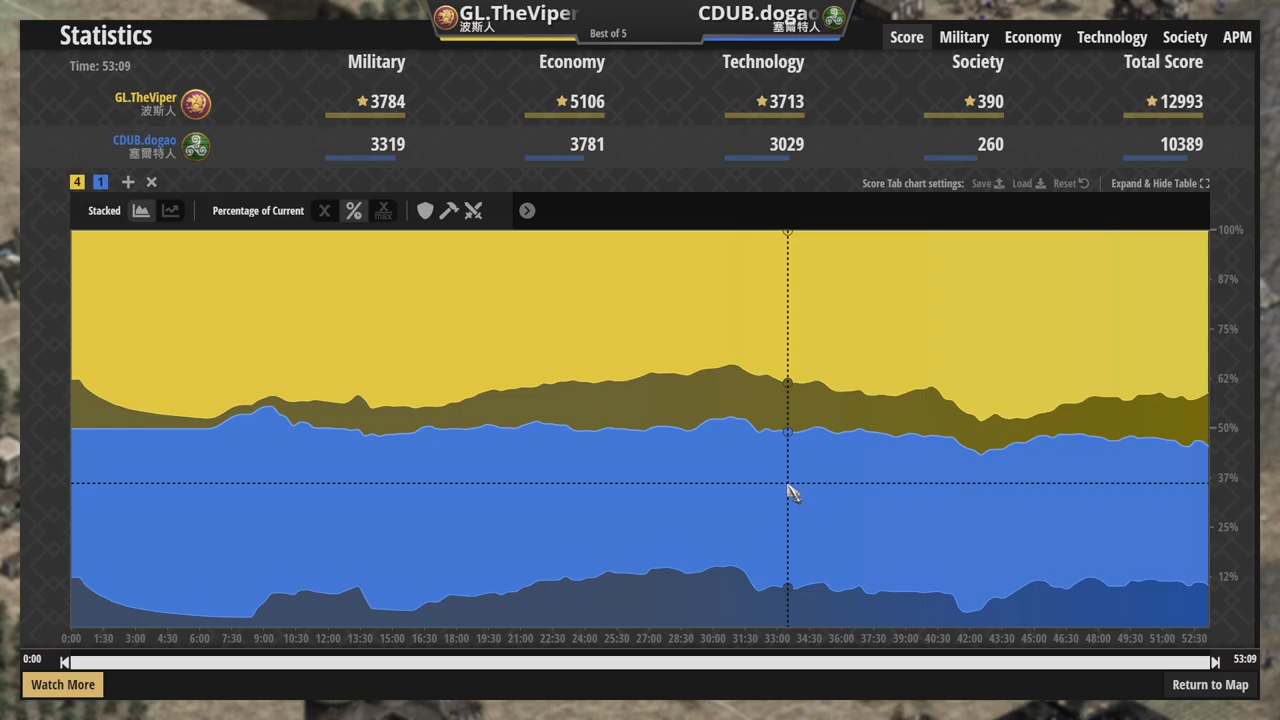 GL.TheViper
波斯人
Best of 5
CDUB.dogao
塞爾特人
Statistics
Score Military Economy Technology Society APM
Time: 53:09
Military Economy Technology Society Total Score
GL.TheViper
波斯人
3784 5106 3713 390 12993
CDUB.dogao
塞爾特人
3319 3781 3029 260 10389
4 1
Score Tab chart settings: Save Load Reset Expand & Hide Table
Stacked Percentage of Current X % X max
100%
87%
75%
62%
50%
37%
25%
12%
0:00 1:30 3:00 4:30 6:00 7:30 9:00 10:30 12:00 13:30 15:00 16:30 18:00 19:30 21:00 22:30 24:00 25:30 27:00 28:30 30:00 31:30 33:00 34:30 36:00 37:30 39:00 40:30 42:00 43:30 45:00 46:30 48:00 49:30 51:00 52:30
0:00 53:09
Watch More Return to Map